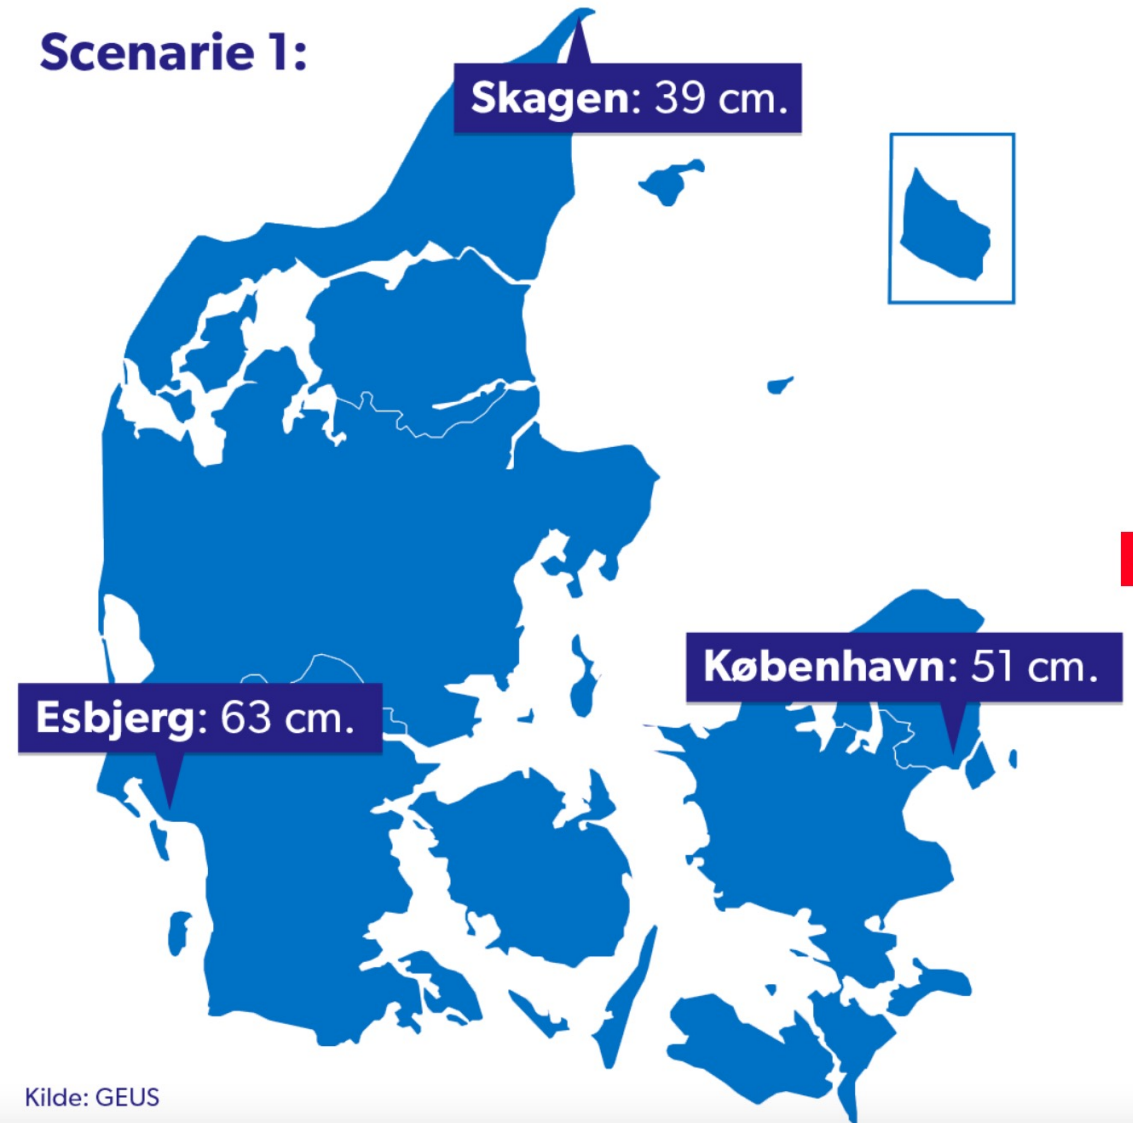 Scenarie 1:
Skagen: 39 cm.
København: 51 cm.
Esbjerg: 63 cm.
Kilde: GEUS